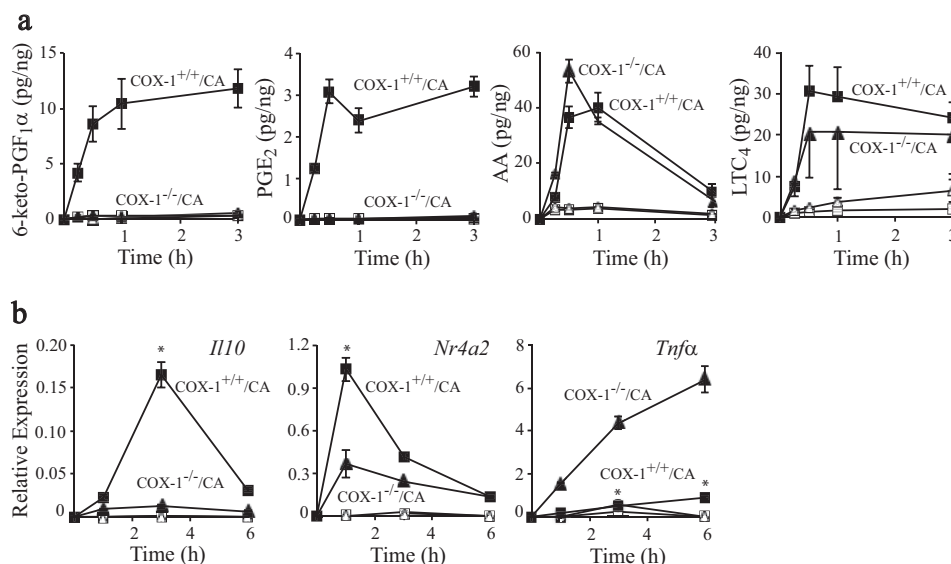 a
6-keto-PGF1α (pg/ng)
15
10
5
0
COX-1+/+/CA
COX-1-/-/CA
1 2 3
Time (h)
PGE2 (pg/ng)
4
3
2
1
0
COX-1+/+/CA
COX-1-/-/CA
1 2 3
Time (h)
AA (pg/ng)
60
40
20
0
COX-1-/-/CA
COX-1+/+/CA
1 2 3
Time (h)
LTC4 (pg/ng)
40
30
20
10
0
COX-1+/+/CA
COX-1-/-/CA
1 2 3
Time (h)
b
Relative Expression
0.20
0.15
0.10
0.05
0
Il10
*
COX-1+/+/CA
COX-1-/-/CA
2 4 6
Time (h)
1.2
0.9
0.6
0.3
0
Nr4a2
*
COX-1+/+/CA
COX-1-/-/CA
2 4 6
Time (h)
8
6
4
2
0
Tnfα
COX-1-/-/CA
COX-1+/+/CA
* *
2 4 6
Time (h)